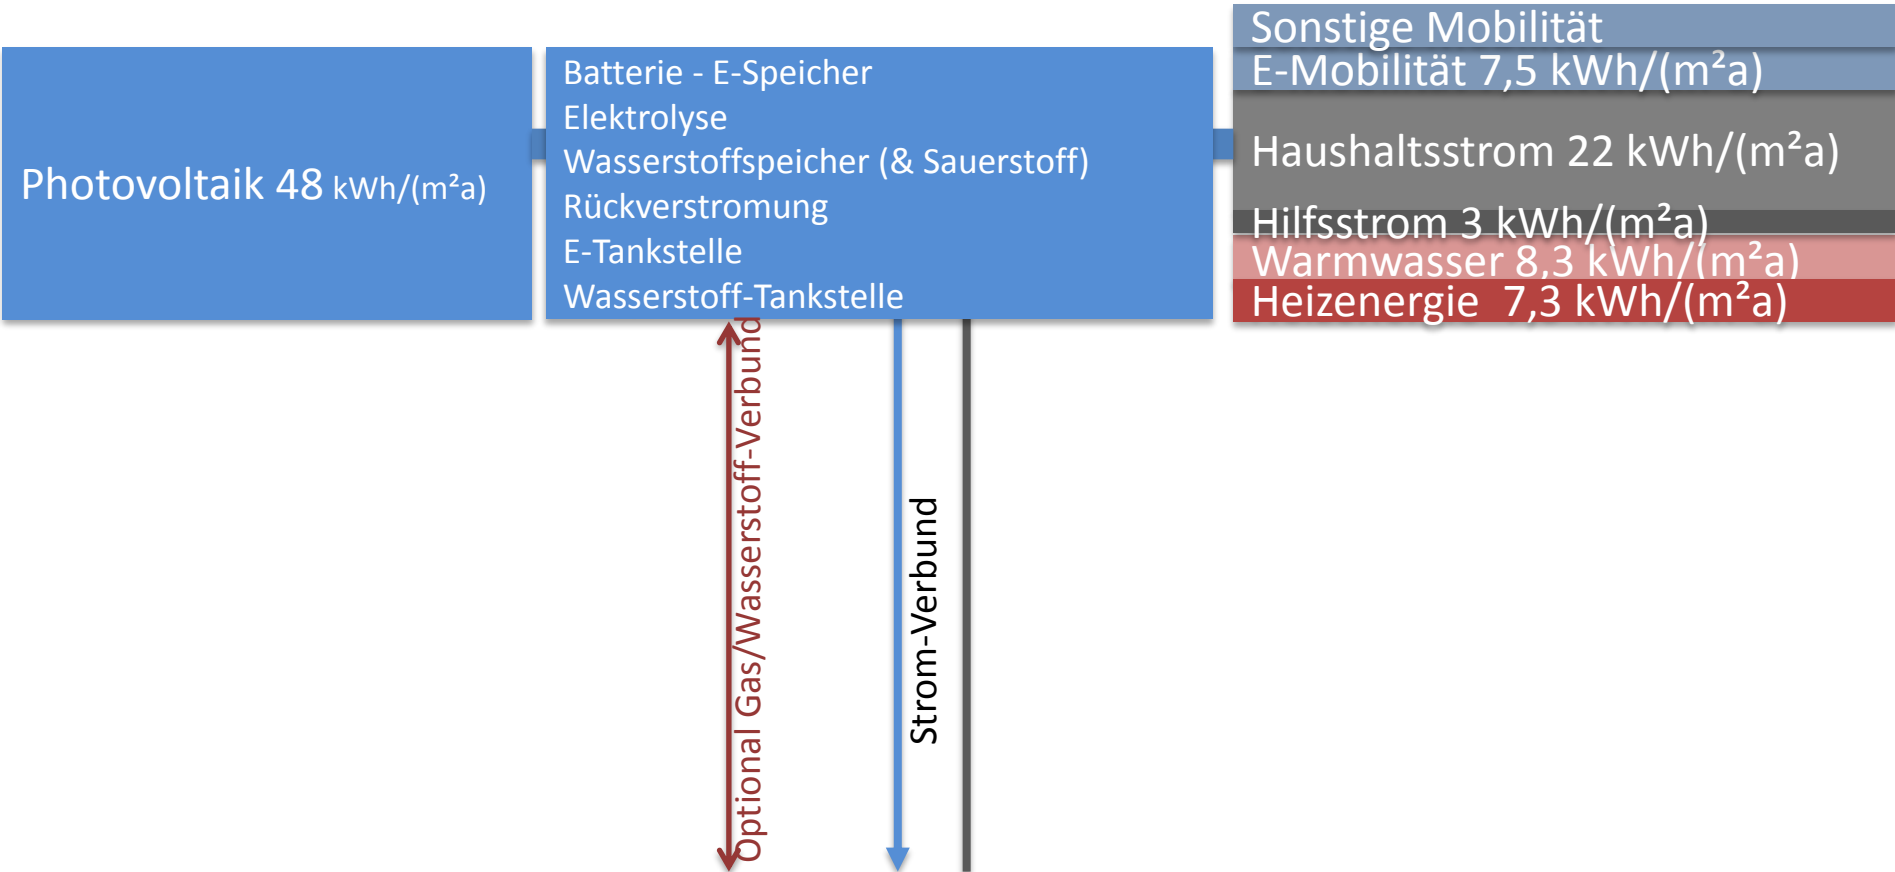 Photovoltaik 48 kWh/(m²a)
Batterie - E-Speicher
Elektrolyse
Wasserstoffspeicher (& Sauerstoff)
Rückverstromung
E-Tankstelle
Wasserstoff-Tankstelle
Sonstige Mobilität
E-Mobilität 7,5 kWh/(m²a)
Haushaltsstrom 22 kWh/(m²a)
Hilfsstrom 3 kWh/(m²a)
Warmwasser 8,3 kWh/(m²a)
Heizenergie 7,3 kWh/(m²a)
Optional Gas/Wasserstoff-Verbund
Strom-Verbund